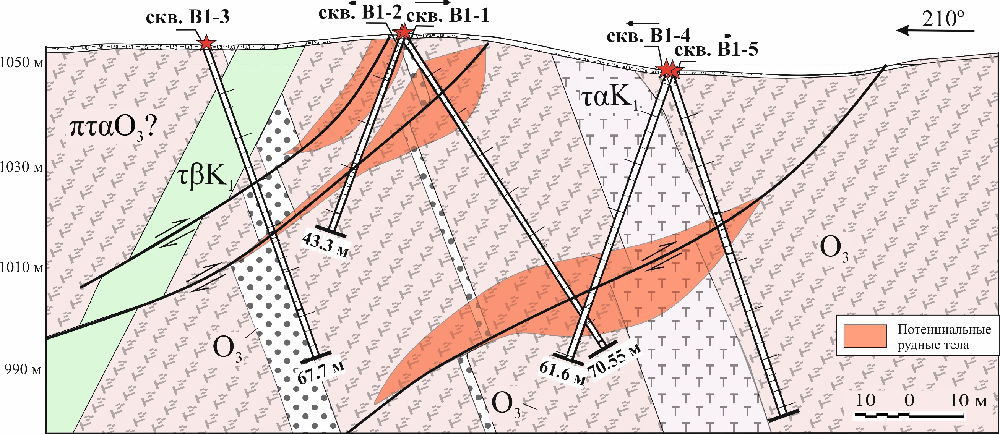 скв. В1-3
скв. В1-2
скв. В1-1
скв. В1-4
скв. В1-5
210º
1050 м
1030 м
1010 м
990 м
πταO₃?
τβK₁
ταK₁
O₃
O₃
O₃
43.3 м
67.7 м
61.6 м
70.55 м
Потенциальные
рудные тела
10 0 10 м